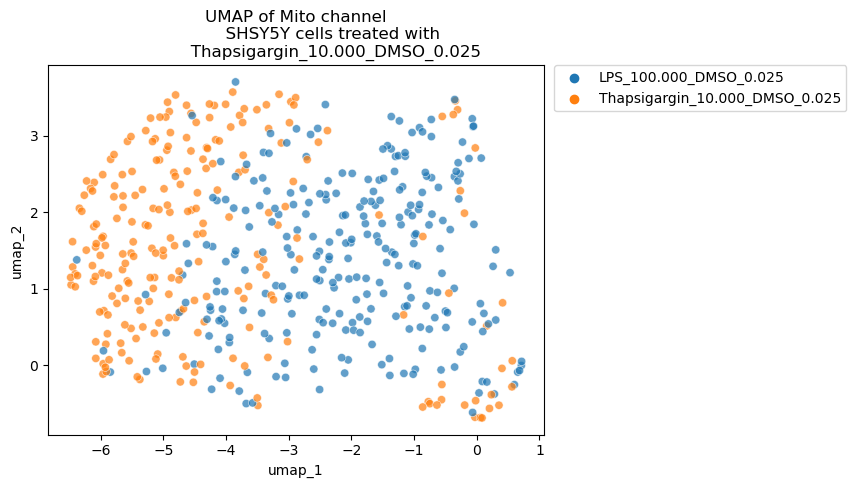 UMAP of Mito channel
SHSY5Y cells treated with
Thapsigargin_10.000_DMSO_0.025
LPS_100.000_DMSO_0.025
Thapsigargin_10.000_DMSO_0.025
umap_2
3
2
1
0
−6
−5
−4
−3
−2
−1
0
1
umap_1